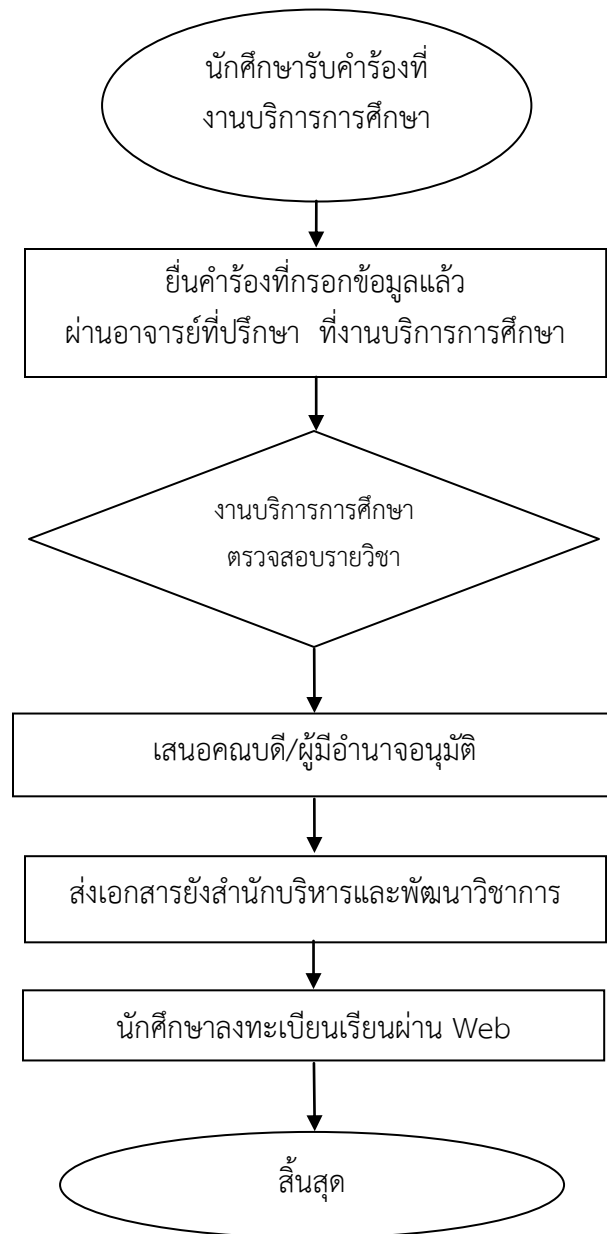 นักศึกษารับคำร้องที่
งานบริการการศึกษา
ยื่นคำร้องที่กรอกข้อมูลแล้ว
ผ่านอาจารย์ที่ปรึกษา ที่งานบริการการศึกษา
งานบริการการศึกษา
ตรวจสอบรายวิชา
เสนอคณบดี/ผู้มีอำนาจอนุมัติ
ส่งเอกสารยังสำนักบริหารและพัฒนาวิชาการ
นักศึกษาลงทะเบียนเรียนผ่าน Web
สิ้นสุด